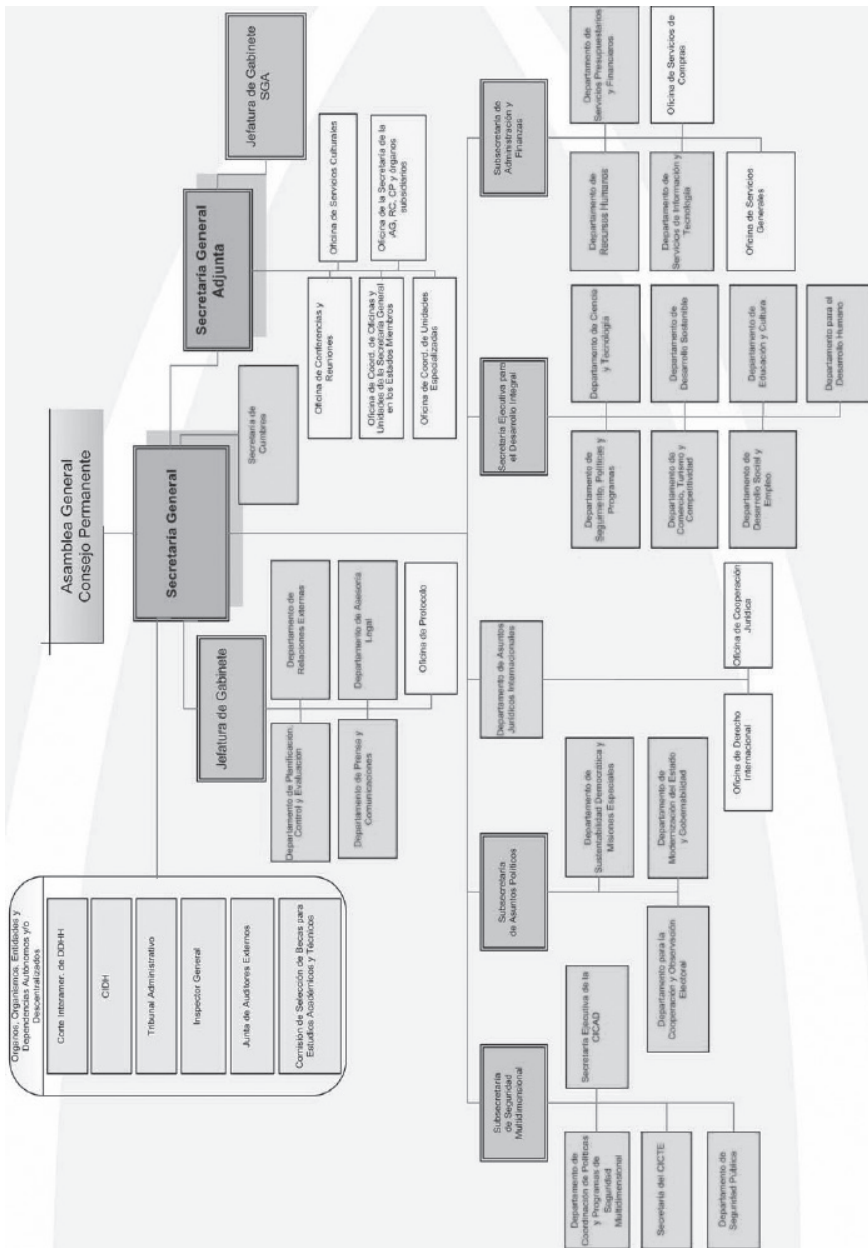 Asamblea General
Consejo Permanente
Secretaría General
Secretaría General
Adjunta
Jefatura de Gabinete
SGA
Secretaría de
Cumbres
Jefatura de Gabinete
Órganos, Organismos, Entidades y
Dependencias Autónomos y/o
Descentralizados
Corte Interamer. de DDHH
CIDH
Tribunal Administrativo
Inspector General
Junta de Auditores Externos
Comisión de Selección de Becas para
Estudios Académicos y Técnicos
Departamento de Planificación,
Control y Evaluación
Departamento de
Relaciones Externas
Departamento de Prensa y
Comunicaciones
Departamento de Asesoría
Legal
Oficina de Protocolo
Oficina de Conferencias y
Reuniones
Oficina de Servicios Culturales
Oficina de Coord. de Oficinas y
Unidades de la Secretaría General
en los Estados Miembros
Oficina de la Secretaría de la
AG, RC, CP y órganos
subsidiarios
Oficina de Coord. de Unidades
Especializadas
Subsecretaría
de Seguridad
Multidimensional
Departamento de
Coordinación de Políticas
y Programas de
Seguridad
Multidimensional
Secretaría Ejecutiva de la
CICAD
Secretaría del CICTE
Departamento de
Seguridad Pública
Subsecretaría
de Asuntos Políticos
Departamento de
Sustentabilidad Democrática y
Misiones Especiales
Departamento para la
Cooperación y Observación
Electoral
Departamento de
Modernización del Estado
y Gobernabilidad
Departamento de Asuntos
Jurídicos Internacionales
Oficina de Derecho
Internacional
Oficina de Cooperación
Jurídica
Secretaría Ejecutiva para
el Desarrollo Integral
Departamento de
Seguimiento, Políticas y
Programas
Departamento de Ciencia
y Tecnología
Departamento de
Comercio, Turismo y
Competitividad
Departamento de
Desarrollo Sostenible
Departamento de
Desarrollo Social y
Empleo
Departamento de
Educación y Cultura
Departamento para el
Desarrollo Humano
Subsecretaría de
Administración y
Finanzas
Departamento de
Recursos Humanos
Departamento de
Servicios Presupuestarios
y Financieros
Departamento de
Servicios de Información y
Tecnología
Oficina de Servicios de
Compras
Oficina de Servicios
Generales